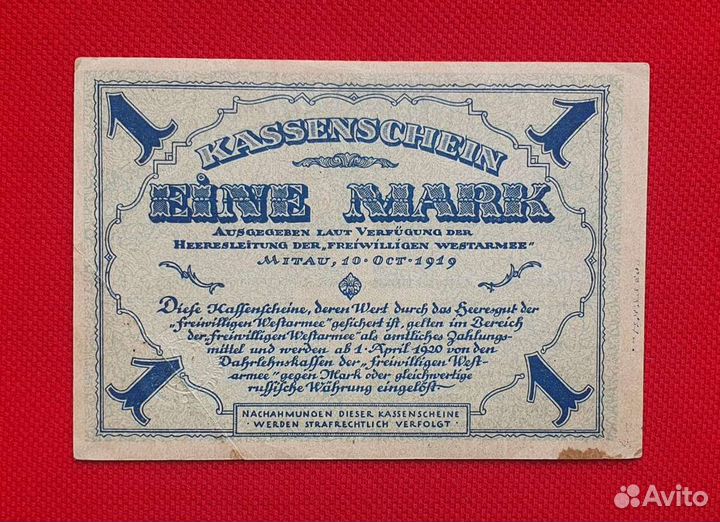 1 1
KASSENSCHEIN
EINE MARK
AUSGEGEBEN LAUT VERFÜGUNG DER
HEERESLEITUNG DER „FREIWILLIGEN WESTARMEE“
MITAU, 10·OCT·1919
Diese Kassenscheine, deren Wert durch das Heeresgut der
„freiwilligen Westarmee“ gesichert ist, gelten im Bereich
der „freiwilligen Westarmee“ als amtliches Zahlungs-
mittel und werden ab 1·April 1920 von den
Dahrlehnskassen der „freiwilligen West-
armee“ gegen Mark oder gleichwertige
russische Währung eingelöst·
1 1
NACHAHMUNGEN DIESER KASSENSCHEINE
·WERDEN STRAFRECHTLICH VERFOLGT·
Avito